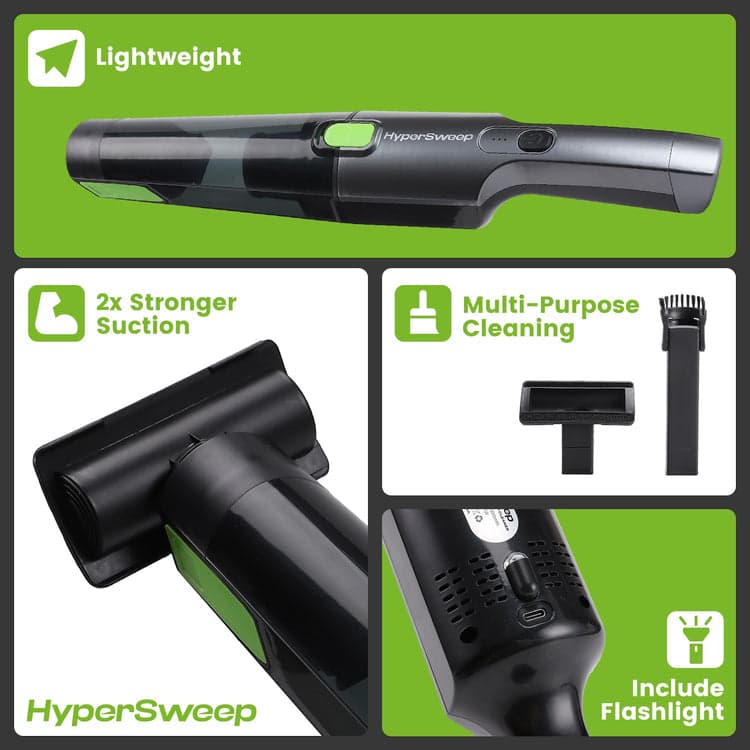 Lightweight
HyperSweep
2x Stronger
Suction
Multi-Purpose
Cleaning
HyperSweep
Include
Flashlight